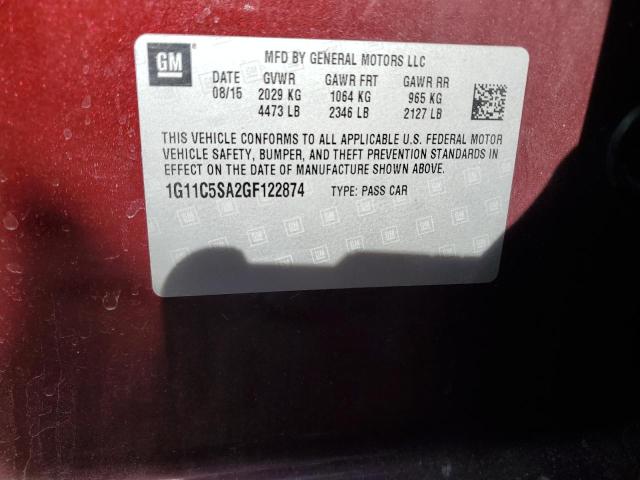 GM
MFD BY GENERAL MOTORS LLC
DATE GVWR GAWR FRT GAWR RR
08/15 2029 KG 1064 KG 965 KG
4473 LB 2346 LB 2127 LB
THIS VEHICLE CONFORMS TO ALL APPLICABLE U.S. FEDERAL MOTOR
VEHICLE SAFETY, BUMPER, AND THEFT PREVENTION STANDARDS IN
EFFECT ON THE DATE OF MANUFACTURE SHOWN ABOVE.
1G11C5SA2GF122874 TYPE: PASS CAR